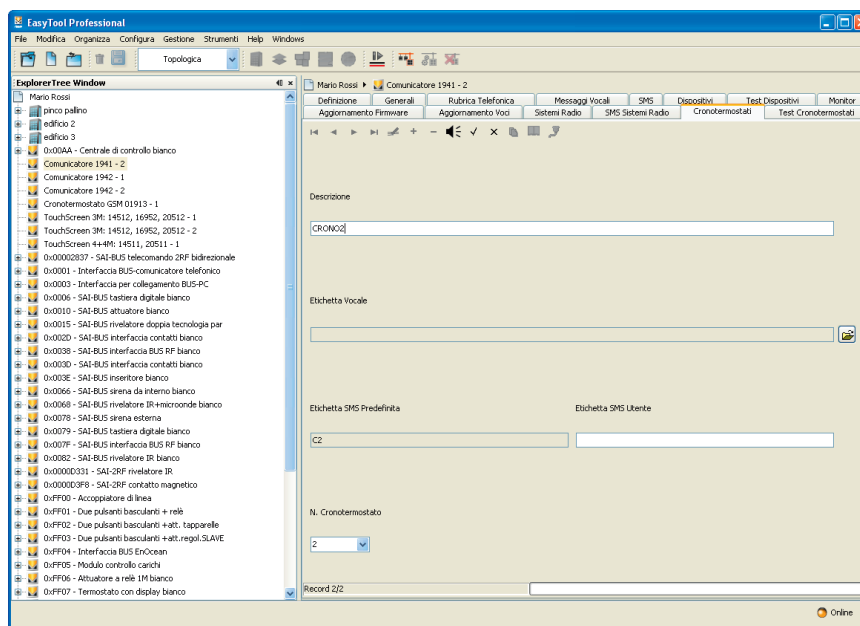 EasyTool Professional
File Modifica Organizza Configura Gestione Strumenti Help Windows
Topologica
ExplorerTree Window
Mario Rossi
pinco pallino
edificio 2
edificio 3
0x00AA - Centrale di controllo bianco
Comunicatore 1941 - 2
Comunicatore 1942 - 1
Comunicatore 1942 - 2
Cronotermostato GSM 01913 - 1
TouchScreen 3M: 14512, 16952, 20512 - 1
TouchScreen 3M: 14512, 16952, 20512 - 2
TouchScreen 4+4M: 14511, 20511 - 1
0x00002837 - SAI-BUS telecomando 2RF bidirezionale
0x0001 - Interfaccia BUS-comunicatore telefonico
0x0003 - Interfaccia per collegamento BUS-PC
0x0006 - SAI-BUS tastiera digitale bianco
0x0010 - SAI-BUS attuatore bianco
0x0015 - SAI-BUS rivelatore doppia tecnologia par
0x002D - SAI-BUS interfaccia contatti bianco
0x0038 - SAI-BUS interfaccia BUS RF bianco
0x003D - SAI-BUS interfaccia contatti bianco
0x003E - SAI-BUS inseritore bianco
0x0066 - SAI-BUS sirena da interno bianco
0x0068 - SAI-BUS rivelatore IR+microonde bianco
0x0078 - SAI-BUS sirena esterna
0x0079 - SAI-BUS tastiera digitale bianco
0x007F - SAI-BUS interfaccia BUS RF bianco
0x0082 - SAI-BUS rivelatore IR bianco
0x0000D331 - SAI-2RF rivelatore IR
0x0000D3F8 - SAI-2RF contatto magnetico
0xFF00 - Accoppiatore di linea
0xFF01 - Due pulsanti basculanti + relè
0xFF02 - Due pulsanti basculanti +att. tapparelle
0xFF03 - Due pulsanti basculanti +att.regol.SLAVE
0xFF04 - Interfaccia BUS EnOcean
0xFF05 - Modulo controllo carichi
0xFF06 - Attuatore a relè 1M bianco
0xFF07 - Termostato con display bianco
Mario Rossi Comunicatore 1941 - 2
Definizione Generali Rubrica Telefonica Messaggi Vocali SMS Dispositivi Test Dispositivi Monitor
Aggiornamento Firmware Aggiornamento Voci Sistemi Radio SMS Sistemi Radio Cronotermostati Test Cronotermostati
Descrizione
CRONO2
Etichetta Vocale
Etichetta SMS Predefinita Etichetta SMS Utente
C2
N. Cronotermostato
2
Record 2/2
Online